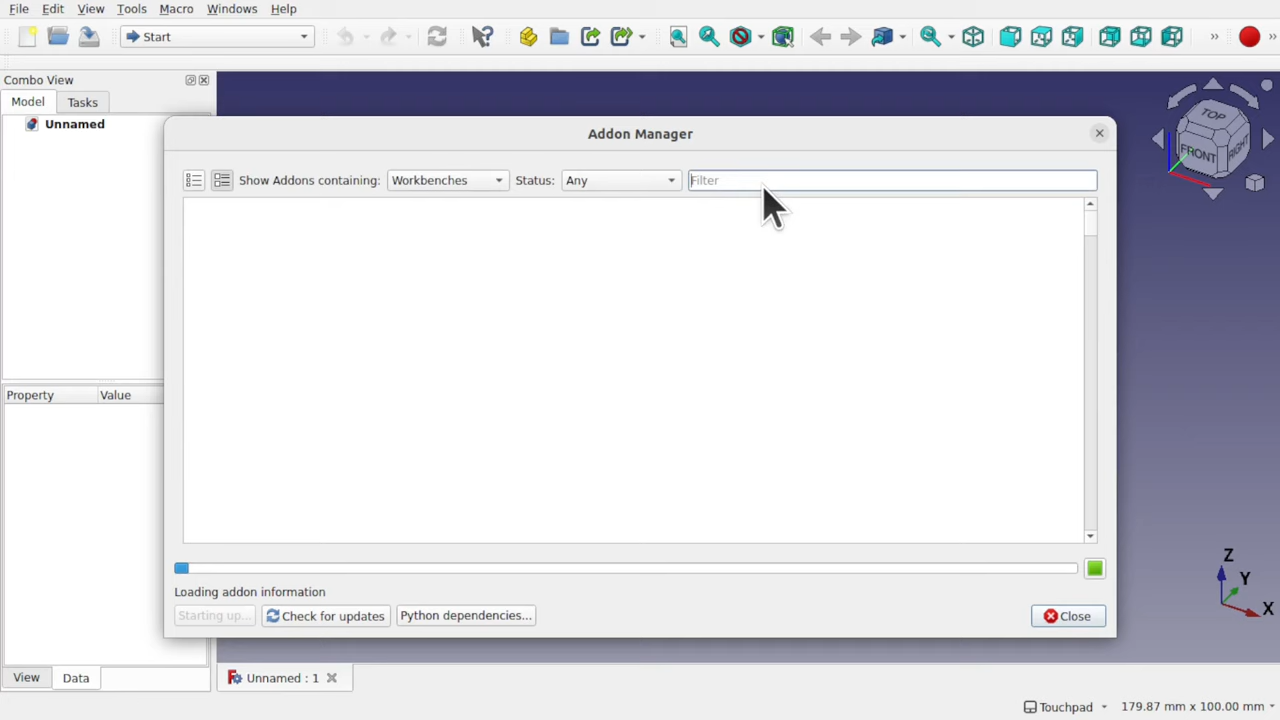 File Edit View Tools Macro Windows Help
Start
Combo View
Model Tasks
Unnamed
Addon Manager
Show Addons containing: Workbenches Status: Any Filter
TOP
FRONT
RIGHT
Property Value
Loading addon information
Starting up... Check for updates Python dependencies... Close
Z
Y
X
View Data
Unnamed : 1
Touchpad 179.87 mm x 100.00 mm